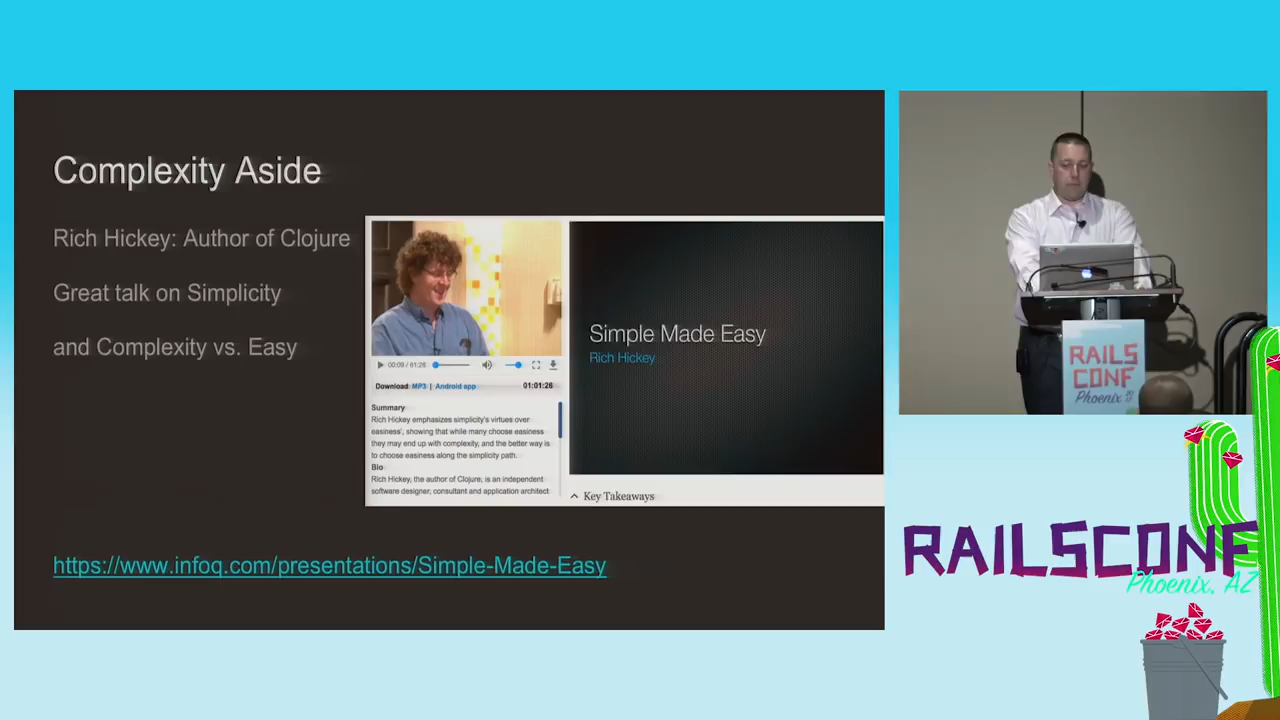 Complexity Aside
Rich Hickey: Author of Clojure
Great talk on Simplicity
and Complexity vs. Easy
00:09 / 61:26
Download: MP3 | Android app
01:01:26
Summary
Rich Hickey emphasizes simplicity's virtues over
easiness', showing that while many choose easiness
they may end up with complexity, and the better way is
to choose easiness along the simplicity path.
Bio
Rich Hickey, the author of Clojure, is an independent
software designer, consultant and application architect
Simple Made Easy
Rich Hickey
Key Takeaways
https://www.infoq.com/presentations/Simple-Made-Easy
RAILS
CONF
Phoenix
RAILSCONF
Phoenix, AZ